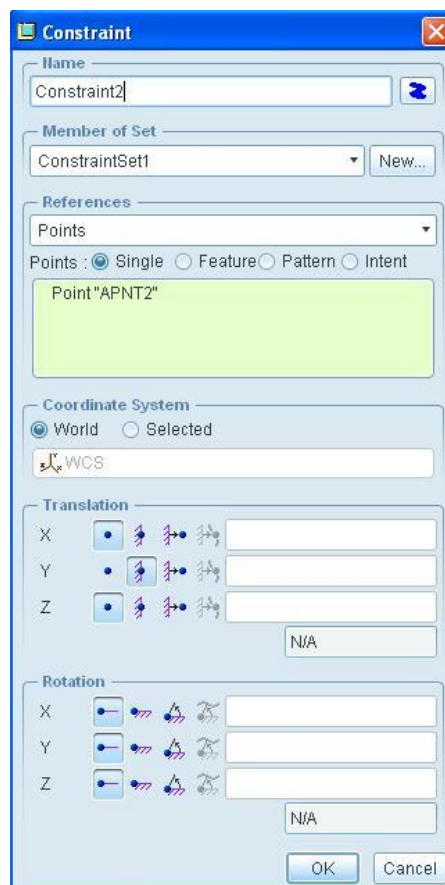 Constraint
Name
Constraint2
Member of Set
ConstraintSet1 New...
References
Points
Points : Single Feature Pattern Intent
Point "APNT2"
Coordinate System
World Selected
WCS
Translation
X
Y
Z
N/A
Rotation
X
Y
Z
N/A
OK Cancel